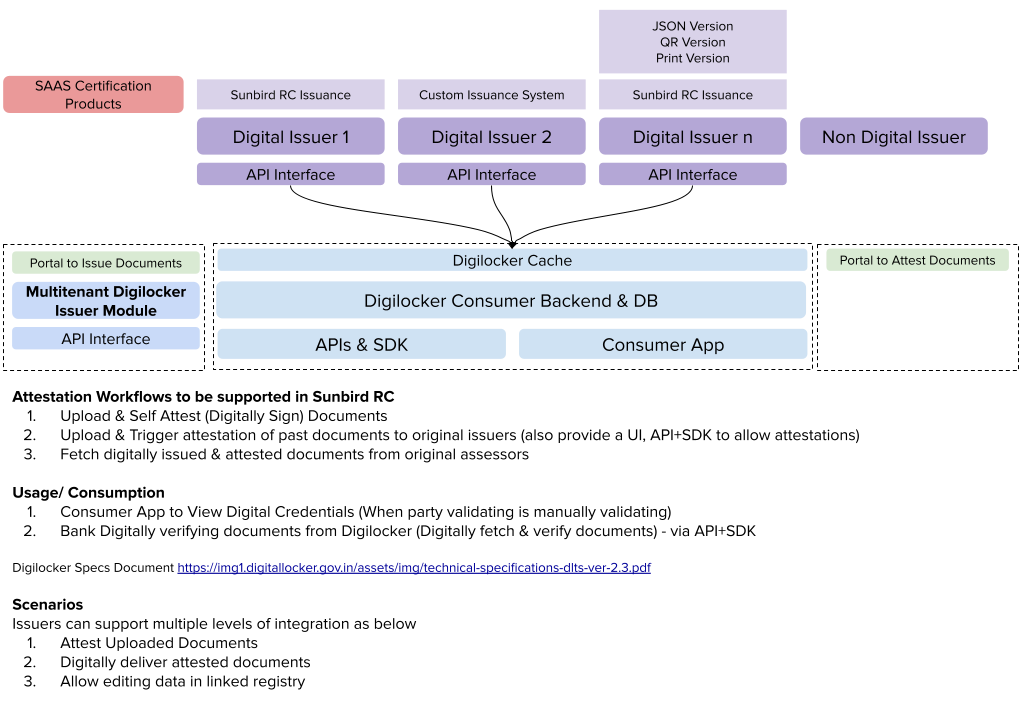 JSON Version
QR Version
Print Version
SAAS Certification
Products
Sunbird RC Issuance
Custom Issuance System
Sunbird RC Issuance
Digital Issuer 1
Digital Issuer 2
Digital Issuer n
Non Digital Issuer
API Interface
API Interface
API Interface
Portal to Issue Documents
Multitenant Digilocker
Issuer Module
API Interface
Digilocker Cache
Digilocker Consumer Backend & DB
APIs & SDK
Consumer App
Portal to Attest Documents
Attestation Workflows to be supported in Sunbird RC
1. Upload & Self Attest (Digitally Sign) Documents
2. Upload & Trigger attestation of past documents to original issuers (also provide a UI, API+SDK to allow attestations)
3. Fetch digitally issued & attested documents from original assessors
Usage/ Consumption
1. Consumer App to View Digital Credentials (When party validating is manually validating)
2. Bank Digitally verifying documents from Digilocker (Digitally fetch & verify documents) - via API+SDK
Digilocker Specs Document https://img1.digitallocker.gov.in/assets/img/technical-specifications-dlts-ver-2.3.pdf
Scenarios
Issuers can support multiple levels of integration as below
1. Attest Uploaded Documents
2. Digitally deliver attested documents
3. Allow editing data in linked registry